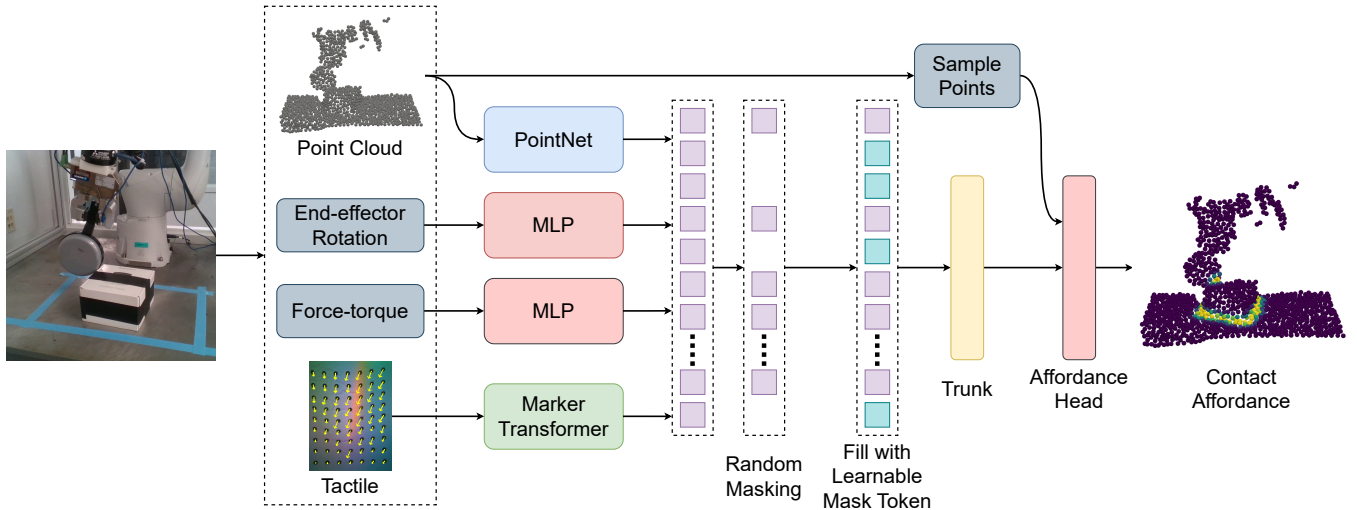 Point Cloud
End-effector
Rotation
Force-torque
Tactile
PointNet
MLP
MLP
Marker
Transformer
Random
Masking
Fill with
Learnable
Mask Token
Sample
Points
Trunk
Affordance
Head
Contact
Affordance